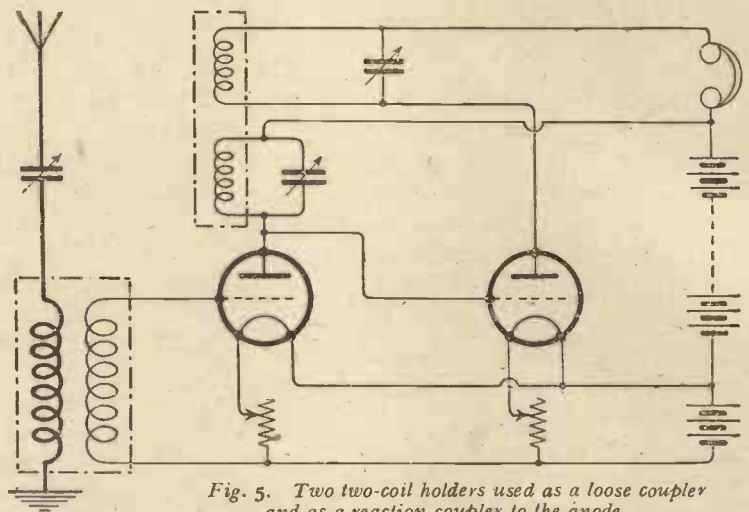 Fig. 5. Two two-coil holders used as a loose coupler
and as a reaction coupler to the anode